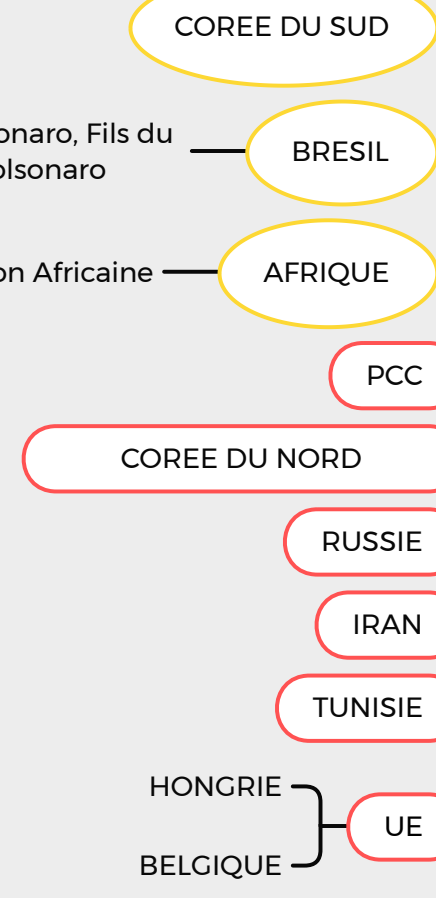 COREE DU SUD
onaro, Fils du
olsonaro
BRESIL
on Africaine
AFRIQUE
PCC
COREE DU NORD
RUSSIE
IRAN
TUNISIE
HONGRIE
UE
BELGIQUE